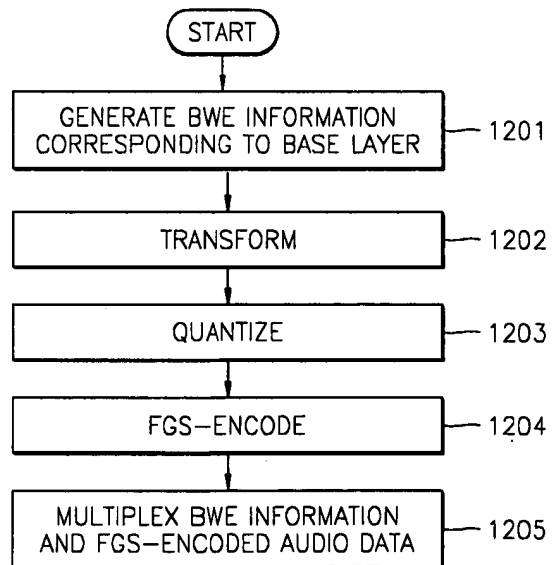 START
GENERATE BWE INFORMATION
CORRESPONDING TO BASE LAYER
1201
TRANSFORM
1202
QUANTIZE
1203
FGS-ENCODE
1204
MULTIPLEX BWE INFORMATION
AND FGS-ENCODED AUDIO DATA
1205